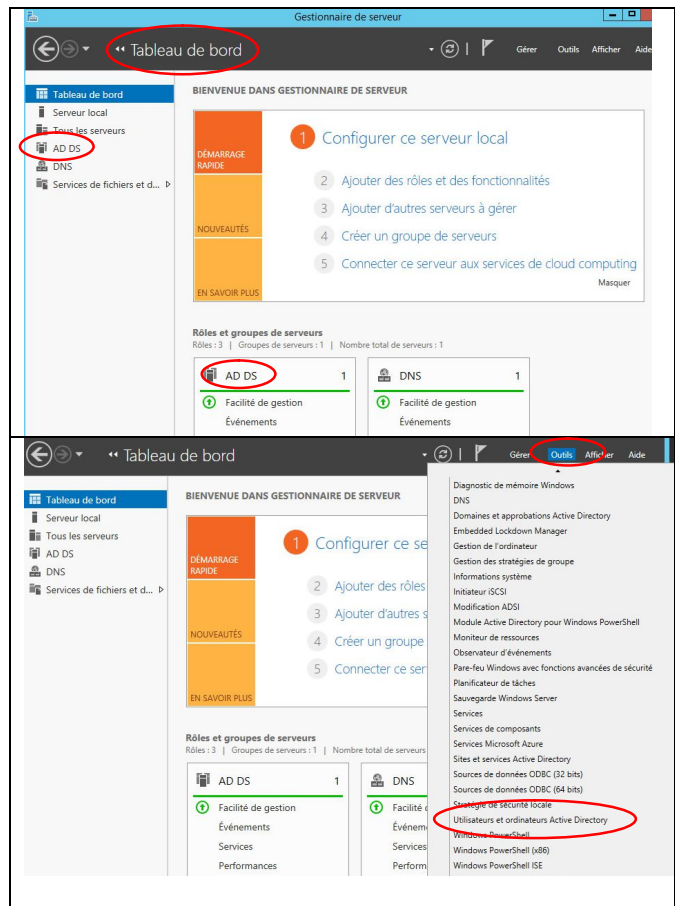 Gestionnaire de serveur
Tableau de bord
Gérer Outils Afficher Aide
Tableau de bord
Serveur local
Tous les serveurs
AD DS
DNS
Services de fichiers et d...
BIENVENUE DANS GESTIONNAIRE DE SERVEUR
DÉMARRAGE
RAPIDE
NOUVEAUTÉS
EN SAVOIR PLUS
1 Configurer ce serveur local
2 Ajouter des rôles et des fonctionnalités
3 Ajouter d'autres serveurs à gérer
4 Créer un groupe de serveurs
5 Connecter ce serveur aux services de cloud computing
Masquer
Rôles et groupes de serveurs
Rôles : 3 | Groupes de serveurs : 1 | Nombre total de serveurs : 1
AD DS 1
Facilité de gestion
Événements
DNS 1
Facilité de gestion
Événements
Tableau de bord
Gérer Outils Afficher Aide
Tableau de bord
Serveur local
Tous les serveurs
AD DS
DNS
Services de fichiers et d...
BIENVENUE DANS GESTIONNAIRE DE SERVEUR
DÉMARRAGE
RAPIDE
NOUVEAUTÉS
EN SAVOIR PLUS
1 Configurer ce se
2 Ajouter des rôles
3 Ajouter d'autres s
4 Créer un groupe
5 Connecter ce ser
Rôles et groupes de serveurs
Rôles : 3 | Groupes de serveurs : 1 | Nombre total de serveurs
AD DS 1
Facilité de gestion
Événements
Services
Performances
DNS
Facilité
Événem
Services
Perform
Diagnostic de mémoire Windows
DNS
Domaines et approbations Active Directory
Embedded Lockdown Manager
Gestion de l'ordinateur
Gestion des stratégies de groupe
Informations système
Initiateur iSCSI
Modification ADSI
Module Active Directory pour Windows PowerShell
Moniteur de ressources
Observateur d'événements
Pare-feu Windows avec fonctions avancées de sécurité
Planificateur de tâches
Sauvegarde Windows Server
Services
Services de composants
Services Microsoft Azure
Sites et services Active Directory
Sources de données ODBC (32 bits)
Sources de données ODBC (64 bits)
Stratégie de sécurité locale
Utilisateurs et ordinateurs Active Directory
Windows PowerShell
Windows PowerShell (x86)
Windows PowerShell ISE